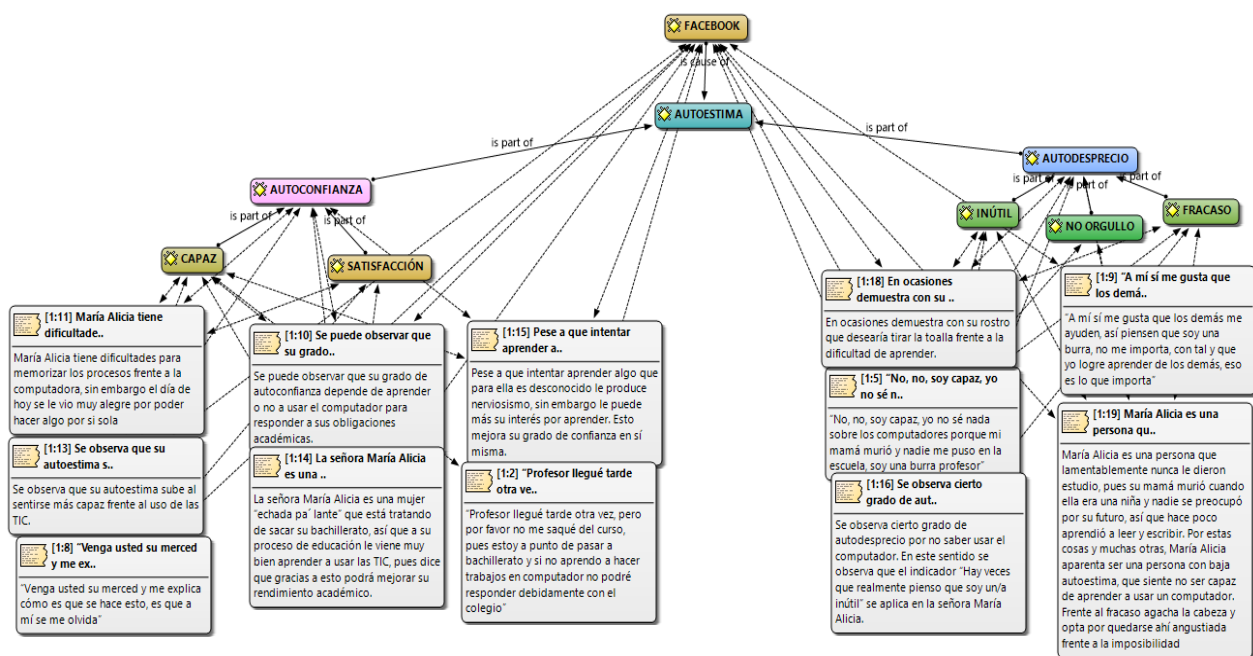 FACEBOOK
is cause of
AUTOESTIMA
is part of
is part of
AUTODESPRECIO
AUTOCONFIANZA
is part of
is part of
is part of
s part of
CAPAZ
SATISFACCIÓN
INÚTIL
NO ORGULLO
FRACASO
[1:11] María Alicia tiene
dificultade..
María Alicia tiene dificultades para
memorizar los procesos frente a la
computadora, sin embargo el día de
hoy se le vio muy alegre por poder
hacer algo por si sola
[1:13] Se observa que su
autoestima s..
Se observa que su autoestima sube al
sentirse más capaz frente al uso de las
TIC.
[1:8] “Venga usted su merced
y me ex..
“Venga usted su merced y me explica
cómo es que se hace esto, es que a
mí se me olvida”
[1:10] Se puede observar que
su grado..
Se puede observar que su grado de
autoconfianza depende de aprender
o no a usar el computador para
responder a sus obligaciones
académicas.
[1:14] La señora María Alicia
es una ..
La señora María Alicia es una mujer
“echada pa´ lante” que está tratando
de sacar su bachillerato, así que a su
proceso de educación le viene muy
bien aprender a usar las TIC, pues dice
que gracias a esto podrá mejorar su
rendimiento académico.
[1:15] Pese a que intentar
aprender a..
Pese a que intentar aprender algo que
para ella es desconocido le produce
nerviosismo, sin embargo le puede
más su interés por aprender. Esto
mejora su grado de confianza en sí
misma.
[1:2] “Profesor llegué tarde
otra ve..
“Profesor llegué tarde otra vez, pero
por favor no me saqué del curso,
pues estoy a punto de pasar a
bachillerato y si no aprendo a hacer
trabajos en computador no podré
responder debidamente con el
colegio”
[1:18] En ocasiones
demuestra con su ..
En ocasiones demuestra con su rostro
que desearía tirar la toalla frente a la
dificultad de aprender.
[1:5] “No, no, soy capaz, yo
no sé n..
“No, no, soy capaz, yo no sé nada
sobre los computadores porque mi
mamá murió y nadie me puso en la
escuela, soy una burra profesor”
[1:16] Se observa cierto
grado de aut..
Se observa cierto grado de
autodesprecio por no saber usar el
computador. En este sentido se
observa que el indicador “Hay veces
que realmente pienso que soy un/a
inútil” se aplica en la señora María
Alicia.
[1:9] “A mí sí me gusta que
los demá..
“A mí sí me gusta que los demás me
ayuden, así piensen que soy una
burra, no me importa, con tal y que
yo logre aprender de los demás, eso
es lo que importa”
[1:19] María Alicia es una
persona qu..
María Alicia es una persona que
lamentablemente nunca le dieron
estudio, pues su mamá murió cuando
ella era una niña y nadie se preocupó
por su futuro, así que hace poco
aprendió a leer y escribir. Por estas
cosas y muchas otras, María Alicia
aparenta ser una persona con baja
autoestima, que siente no ser capaz
de aprender a usar un computador.
Frente al fracaso agacha la cabeza y
opta por quedarse ahí angustiada
frente a la imposibilidad